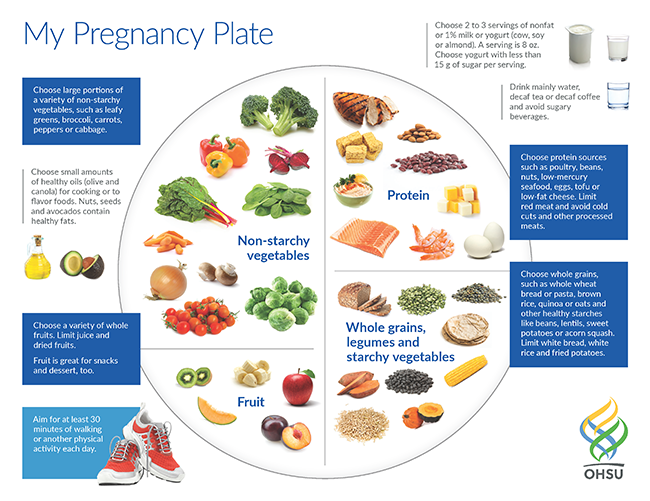 My Pregnancy Plate
Choose 2 to 3 servings of nonfat
or 1% milk or yogurt (cow, soy
or almond). A serving is 8 oz.
Choose yogurt with less than
15 g of sugar per serving.
Drink mainly water,
decaf tea or decaf coffee
and avoid sugary
beverages.
Choose large portions of
a variety of non-starchy
vegetables, such as leafy
greens, broccoli, carrots,
peppers or cabbage.
Choose small amounts
of healthy oils (olive and
canola) for cooking or to
flavor foods. Nuts, seeds
and avocados contain
healthy fats.
Non-starchy
vegetables
Protein
Choose protein sources
such as poultry, beans,
nuts, low-mercury
seafood, eggs, tofu or
low-fat cheese. Limit
red meat and avoid cold
cuts and other processed
meats.
Choose a variety of whole
fruits. Limit juice and
dried fruits.
Fruit is great for snacks
and dessert, too.
Fruit
Whole grains,
legumes and
starchy vegetables
Choose whole grains,
such as whole wheat
bread or pasta, brown
rice, quinoa or oats and
other healthy starches
like beans, lentils, sweet
potatoes or acorn squash.
Limit white bread, white
rice and fried potatoes.
Aim for at least 30
minutes of walking
or another physical
activity each day.
OHSU